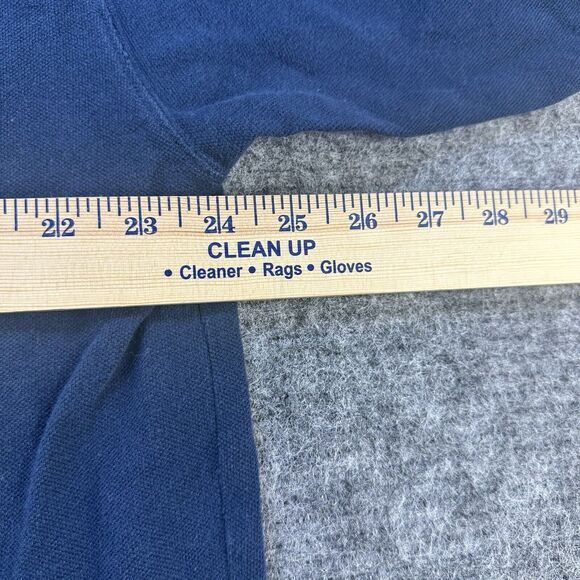 22 23 24 25 26 27 28 29
CLEAN UP
• Cleaner • Rags • Gloves